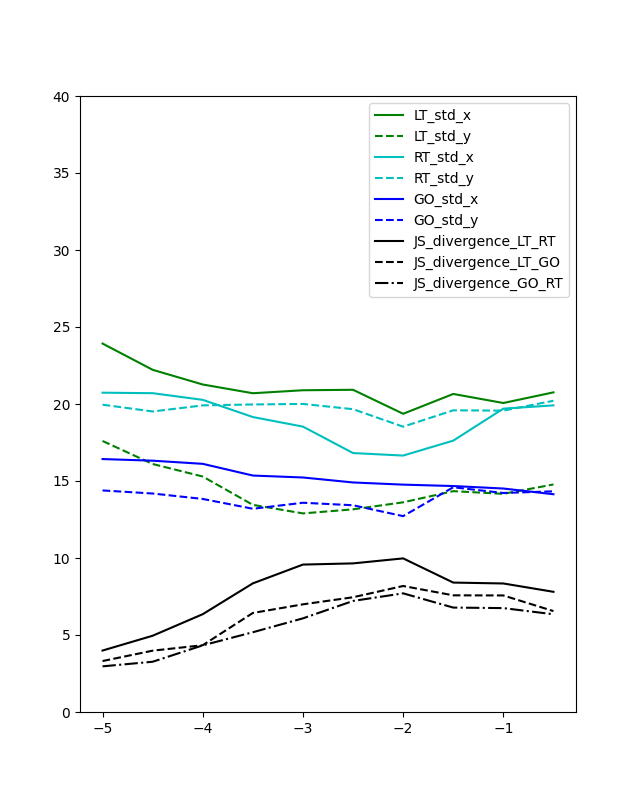 40
35
30
25
20
15
10
5
0
−5
−4
−3
−2
−1
LT_std_x
LT_std_y
RT_std_x
RT_std_y
GO_std_x
GO_std_y
JS_divergence_LT_RT
JS_divergence_LT_GO
JS_divergence_GO_RT